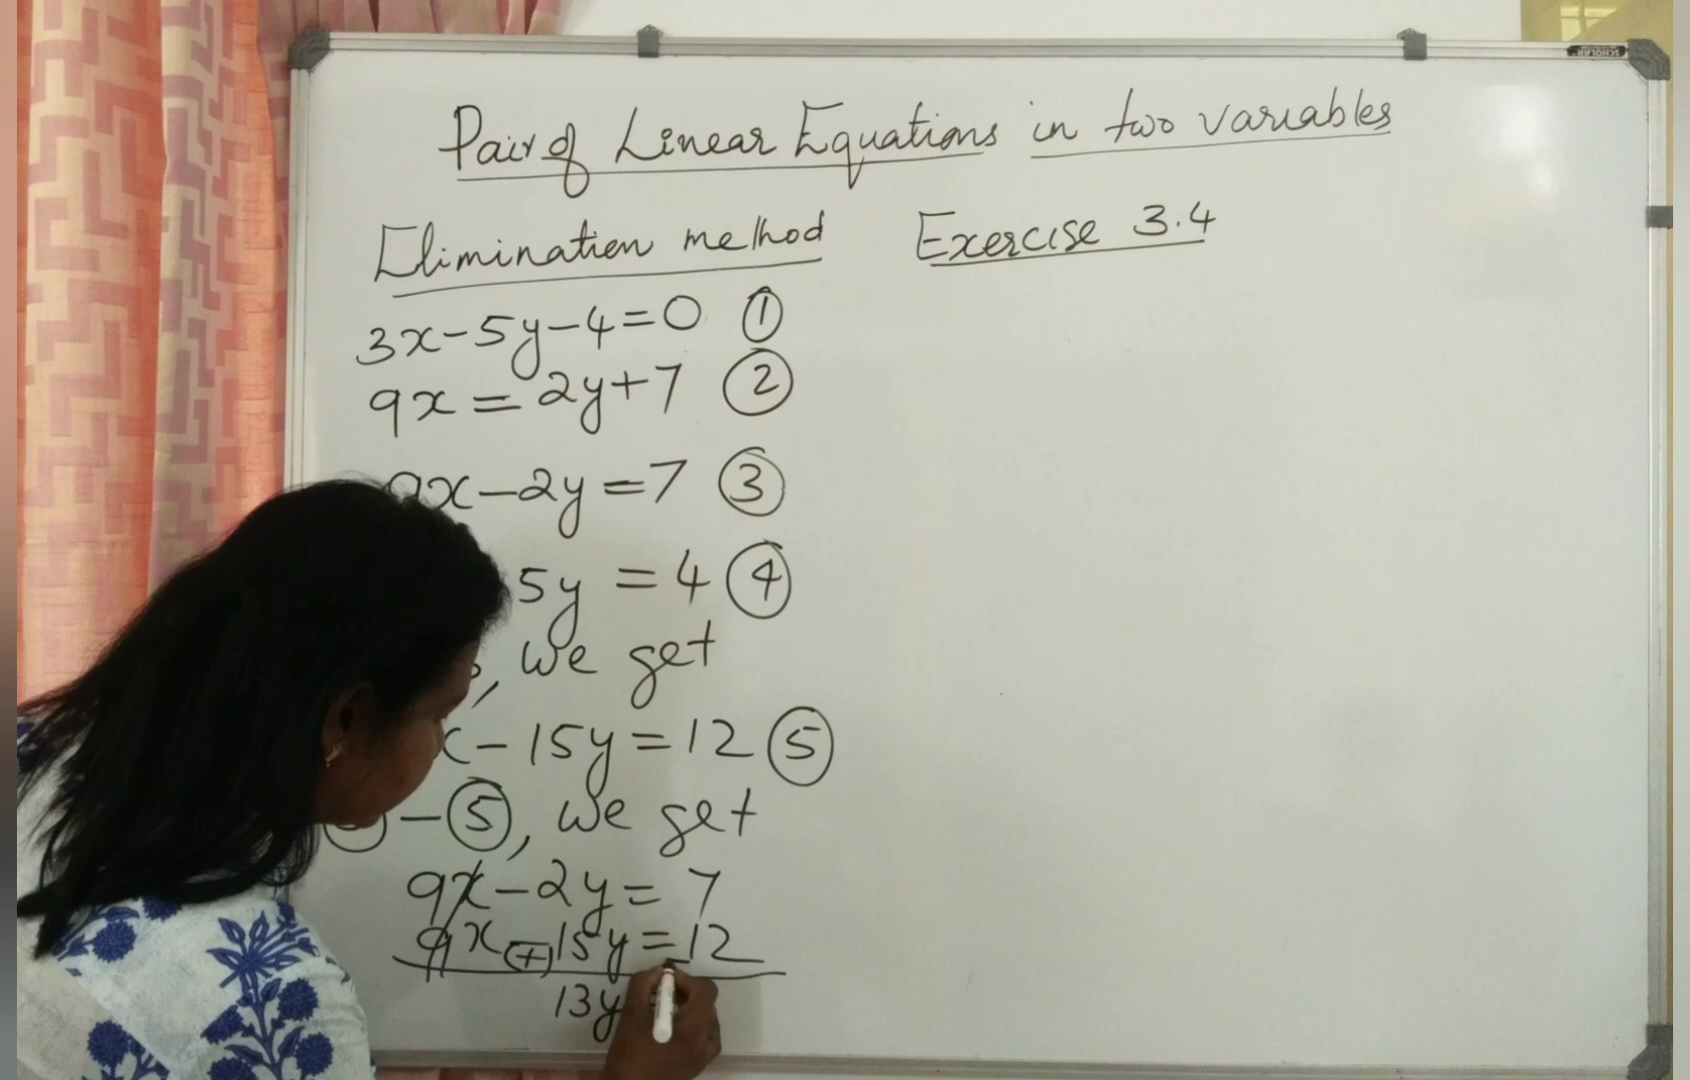 Pair of Linear Equations in two variables
Elimination method
Exercise 3.4
3x-5y-4=0 ①
9x = 2y+7 ②
9x-2y=7 ③
5y = 4 ④
, we get
x-15y=12 ⑤
-⑤, we get
9x-2y= 7
9x(+)-15y=12
13y
SCHOLAR